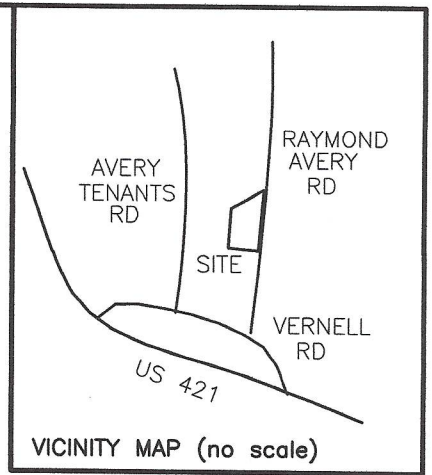 RAYMOND
AVERY
RD
AVERY
TENANTS
RD
SITE
VERNELL
RD
US 421
VICINITY MAP (no scale)